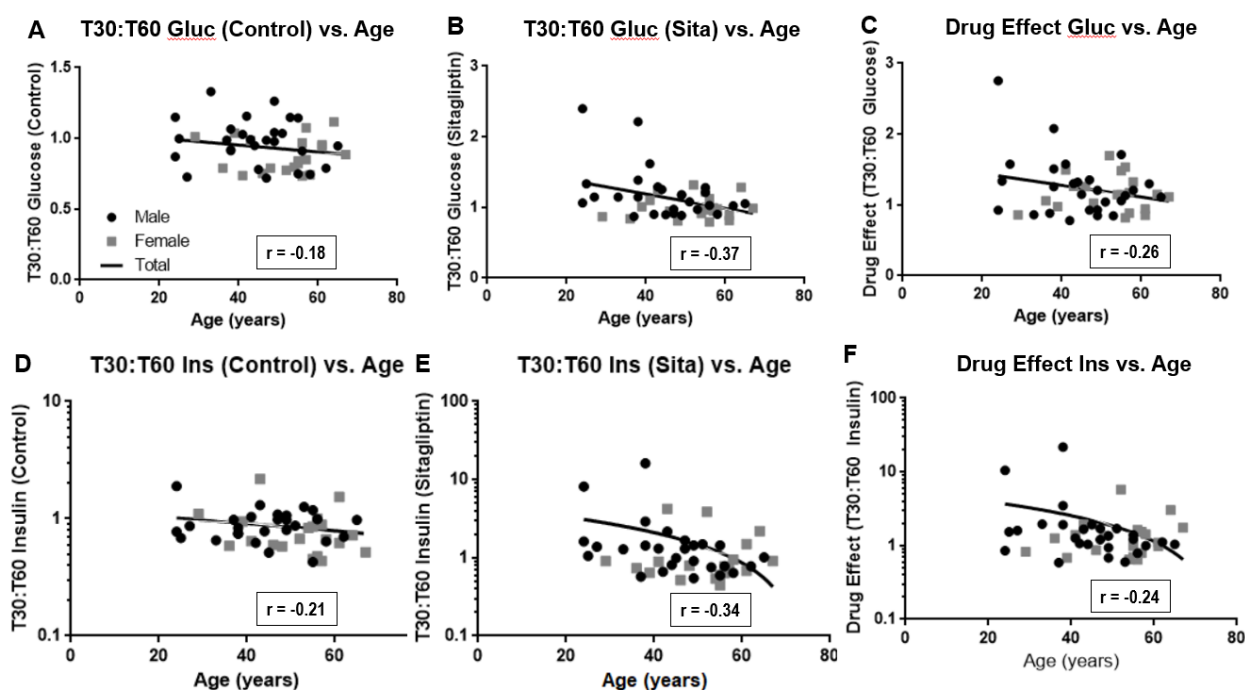 A T30:T60 Gluc (Control) vs. Age
T30:T60 Glucose (Control)
1.5
1.0
0.5
0.0
Male
Female
Total
r = -0.18
0 20 40 60 80
Age (years)
B T30:T60 Gluc (Sita) vs. Age
T30:T60 Glucose (Sitagliptin)
3
2
1
0
r = -0.37
0 20 40 60 80
Age (years)
C Drug Effect Gluc vs. Age
Drug Effect (T30:T60 Glucose)
3
2
1
0
r = -0.26
0 20 40 60 80
Age (years)
D T30:T60 Ins (Control) vs. Age
T30:T60 Insulin (Control)
10
1
0.1
r = -0.21
0 20 40 60
Age (years)
E T30:T60 Ins (Sita) vs. Age
T30:T60 Insulin (Sitagliptin)
100
10
1
0.1
r = -0.34
0 20 40 60 80
Age (years)
F Drug Effect Ins vs. Age
Drug Effect (T30:T60 Insulin)
100
10
1
0.1
r = -0.24
0 20 40 60 80
Age (years)